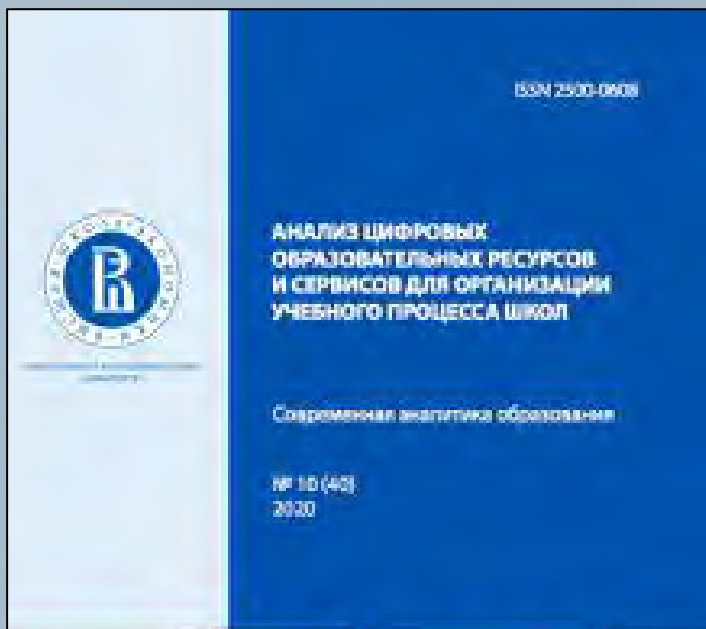 ISSN 2500-0608
АНАЛИЗ ЦИФРОВЫХ
ОБРАЗОВАТЕЛЬНЫХ РЕСУРСОВ
И СЕРВИСОВ ДЛЯ ОРГАНИЗАЦИИ
УЧЕБНОГО ПРОЦЕССА ШКОЛ
Современная аналитика образования
№ 10 (40)
2020